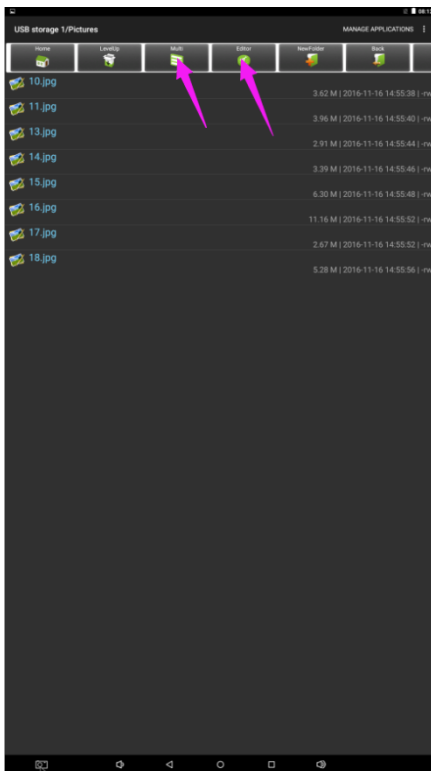 08:12
USB storage 1/Pictures MANAGE APPLICATIONS
Home LevelUp Multi Editor NewFolder Back
10.jpg
3.62 M | 2016-11-16 14:55:38 | -rw
11.jpg
3.96 M | 2016-11-16 14:55:40 | -rw
13.jpg
2.91 M | 2016-11-16 14:55:44 | -rw
14.jpg
3.39 M | 2016-11-16 14:55:46 | -rw
15.jpg
6.30 M | 2016-11-16 14:55:48 | -rw
16.jpg
11.16 M | 2016-11-16 14:55:52 | -rw
17.jpg
2.67 M | 2016-11-16 14:55:52 | -rw
18.jpg
5.28 M | 2016-11-16 14:55:56 | -rw